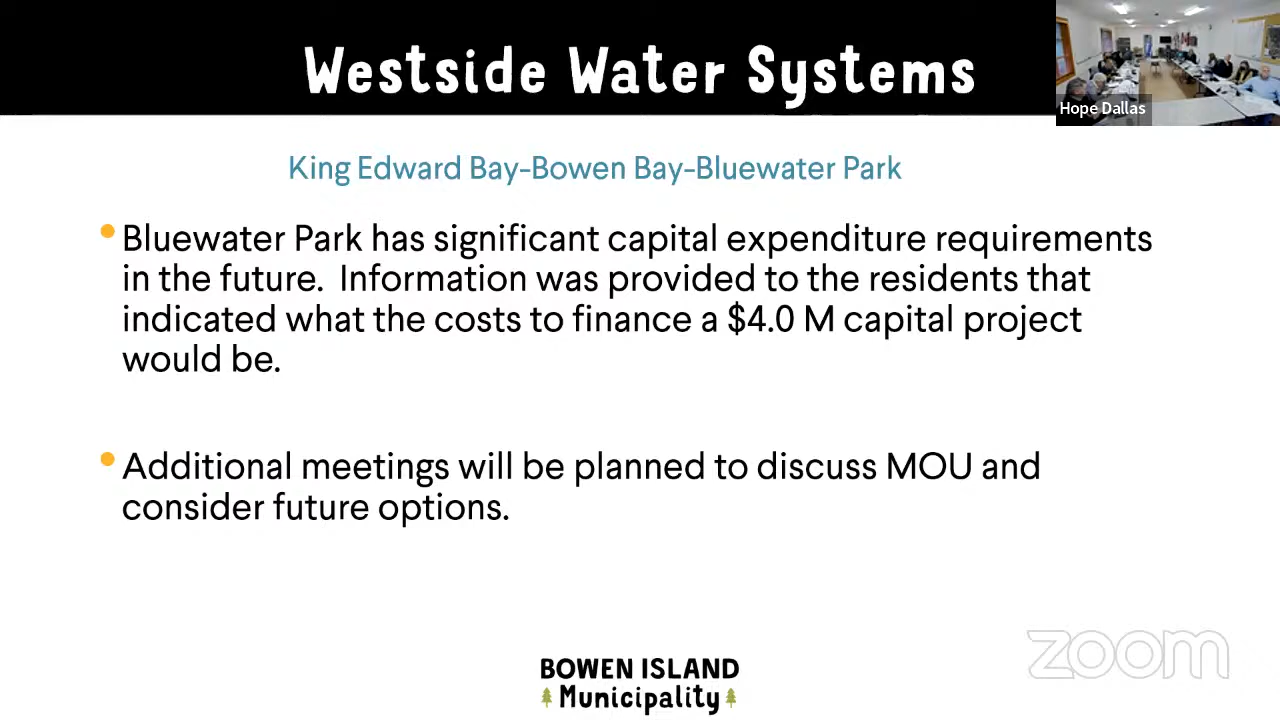 Westside Water Systems
Hope Dallas
King Edward Bay-Bowen Bay-Bluewater Park
•Bluewater Park has significant capital expenditure requirements
in the future.  Information was provided to the residents that
indicated what the costs to finance a $4.0 M capital project
would be.
•Additional meetings will be planned to discuss MOU and
consider future options.
zoom
BOWEN ISLAND
Municipality